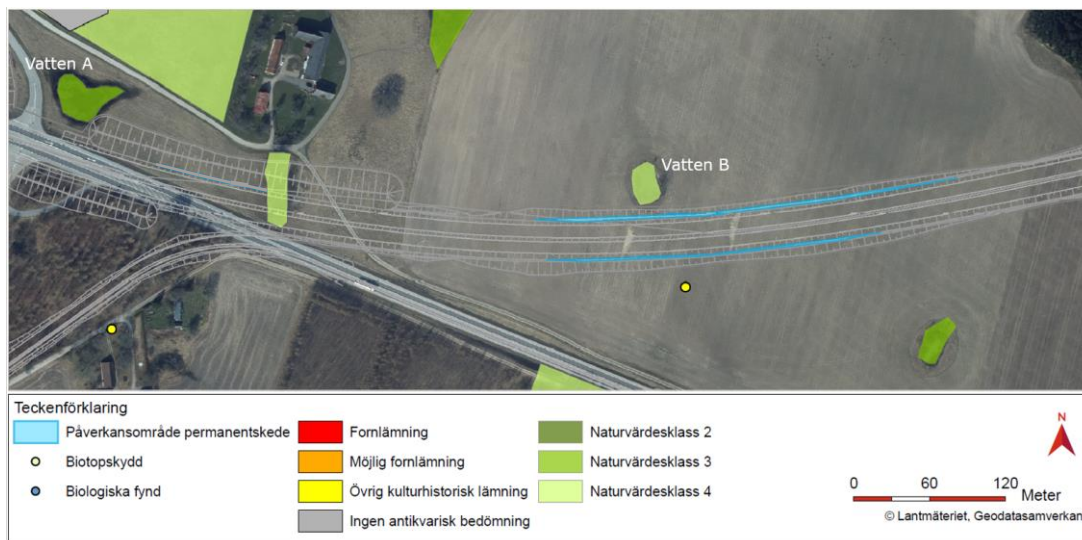 Vatten A
Vatten B
Teckenförklaring
Påverkansområde permanentskede
Biotopskydd
Biologiska fynd
Fornlämning
Möjlig fornlämning
Övrig kulturhistorisk lämning
Ingen antikvarisk bedömning
Naturvärdesklass 2
Naturvärdesklass 3
Naturvärdesklass 4
N
0 60 120
Meter
© Lantmäteriet, Geodatasamverkan